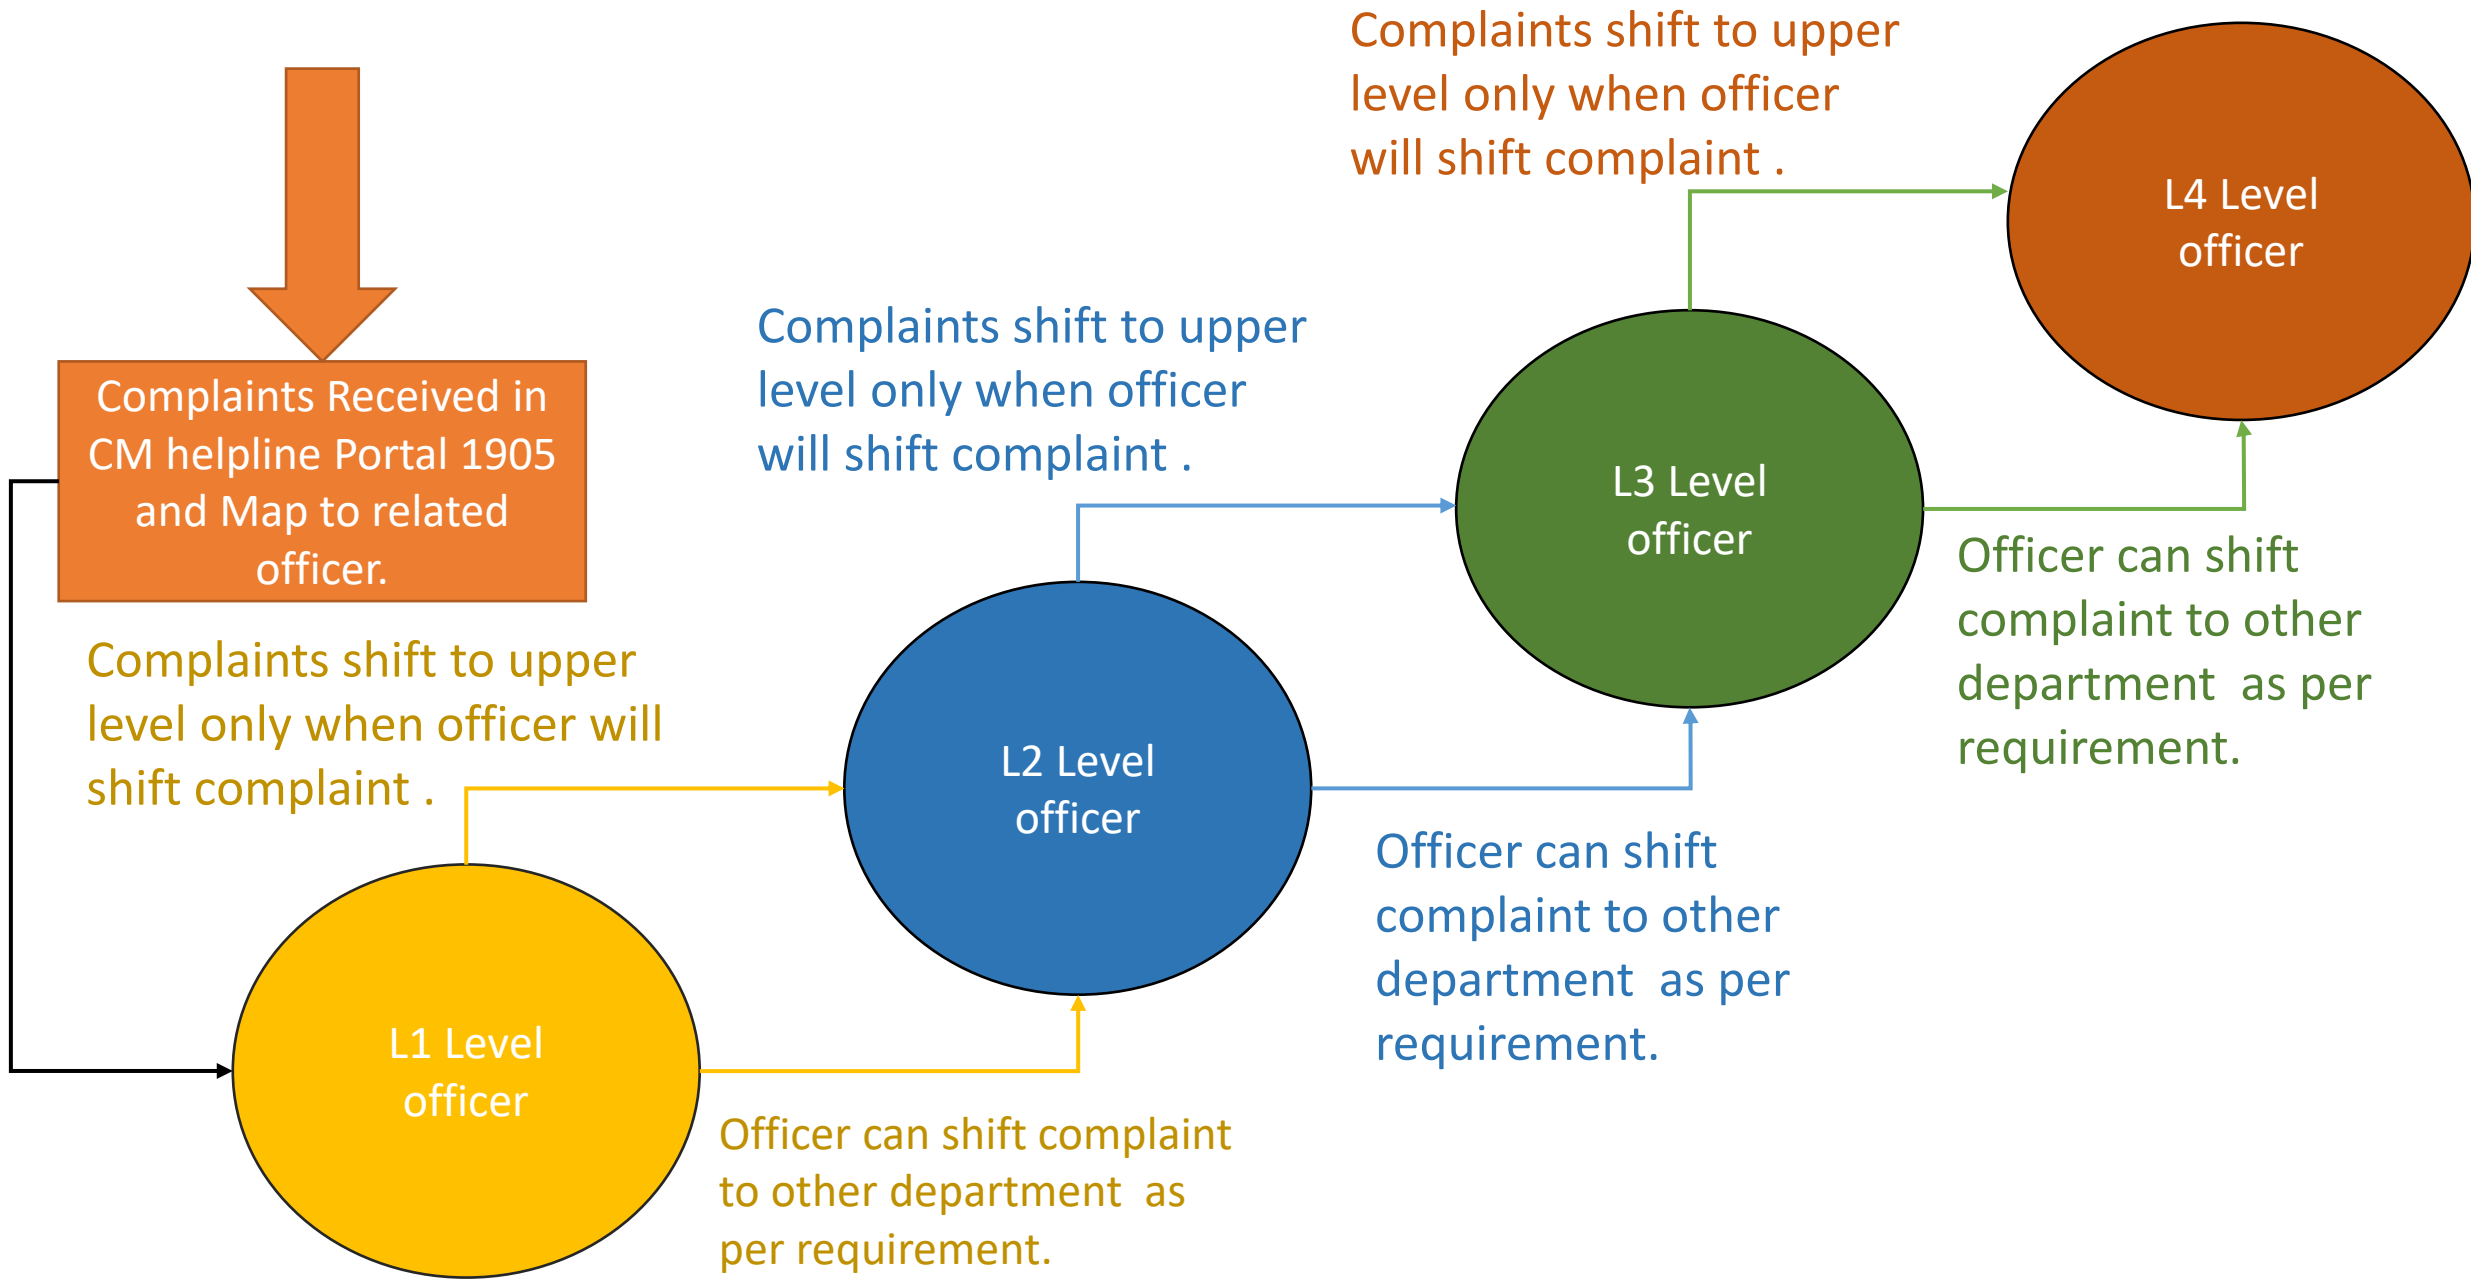 Complaints shift to upper
level only when officer
will shift complaint .
L4 Level
officer
Complaints Received in
CM helpline Portal 1905
and Map to related
officer.
Complaints shift to upper
level only when officer
will shift complaint .
L3 Level
officer
Officer can shift
complaint to other
department  as per
requirement.
Complaints shift to upper
level only when officer will
shift complaint .
L2 Level
officer
Officer can shift
complaint to other
department  as per
requirement.
L1 Level
officer
Officer can shift complaint
to other department  as
per requirement.